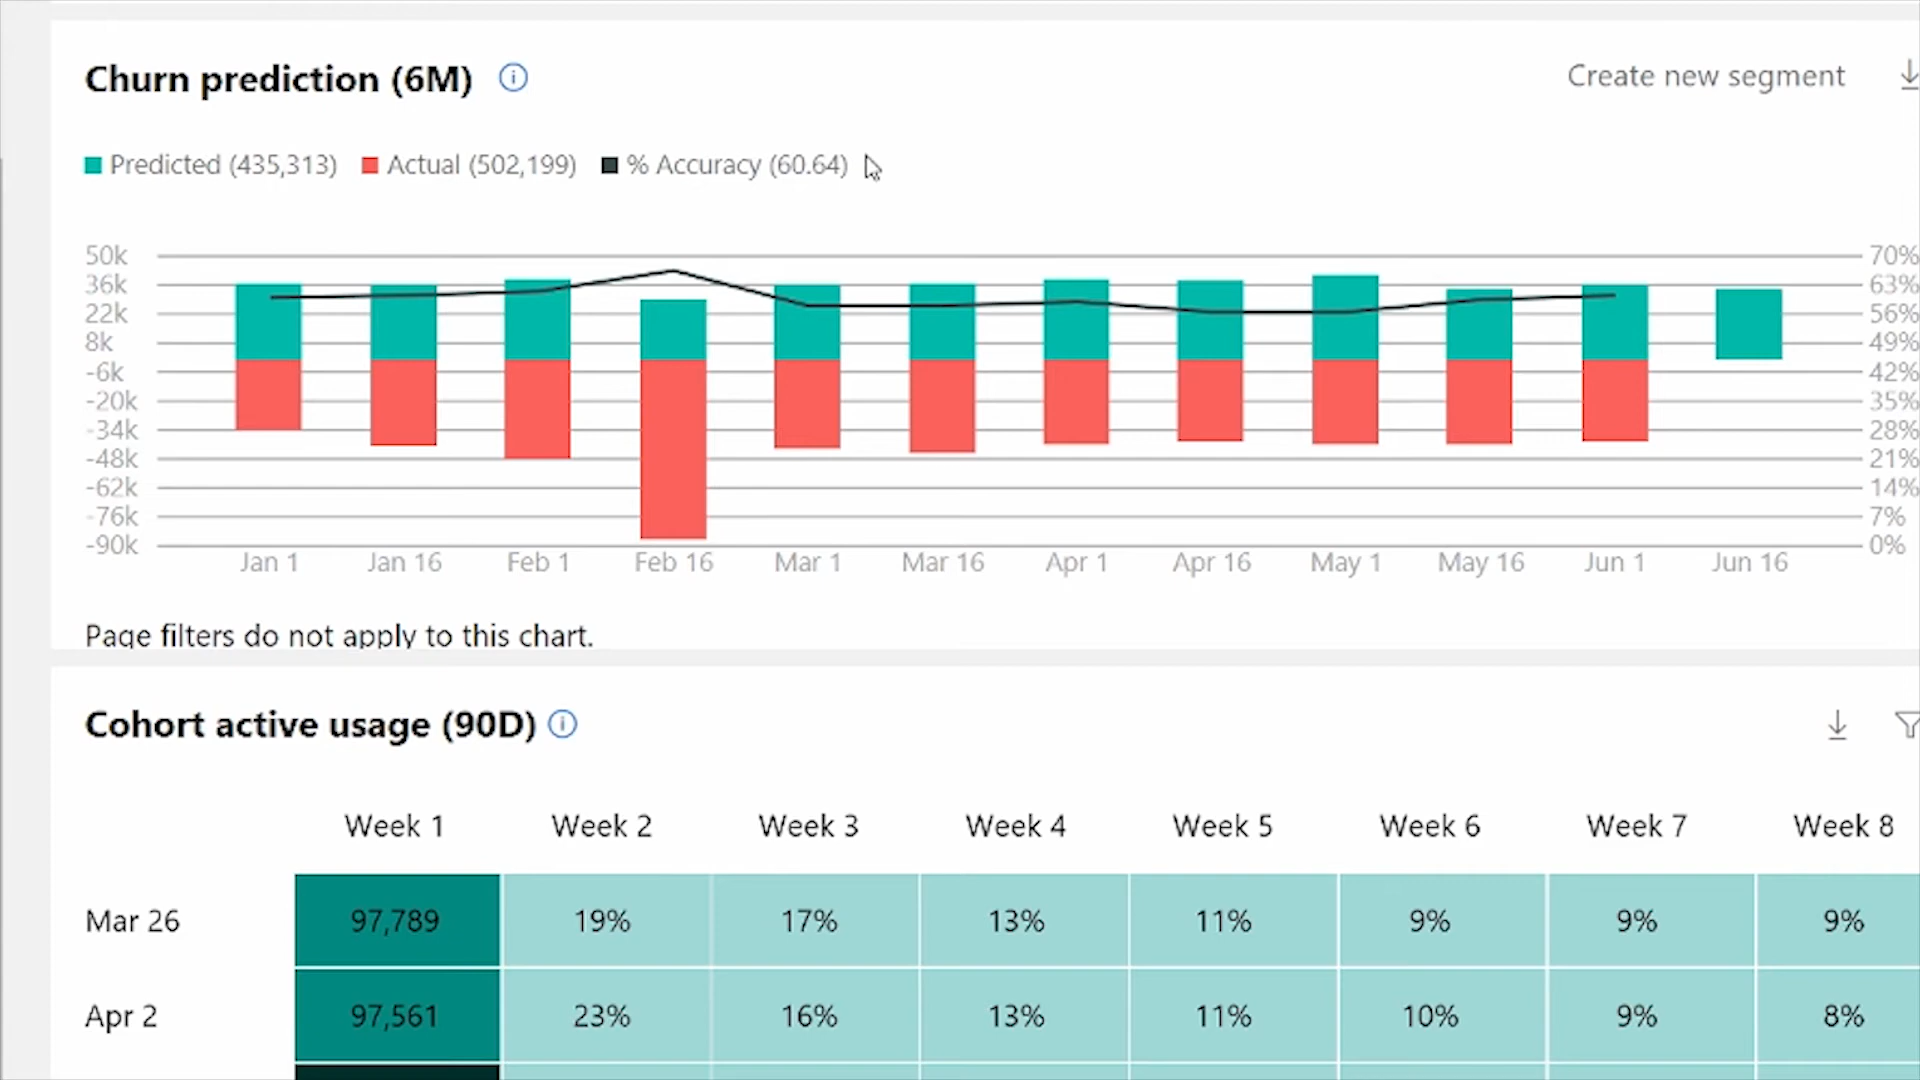 Churn prediction (6M)
Create new segment
Predicted (435,313) Actual (502,199) % Accuracy (60.64)
50k 70%
36k 63%
22k 56%
8k 49%
-6k 42%
-20k 35%
-34k 28%
-48k 21%
-62k 14%
-76k 7%
-90k 0%
Jan 1 Jan 16 Feb 1 Feb 16 Mar 1 Mar 16 Apr 1 Apr 16 May 1 May 16 Jun 1 Jun 16
Page filters do not apply to this chart.
Cohort active usage (90D)
Week 1 Week 2 Week 3 Week 4 Week 5 Week 6 Week 7 Week 8
Mar 26 97,789 19% 17% 13% 11% 9% 9% 9%
Apr 2 97,561 23% 16% 13% 11% 10% 9% 8%